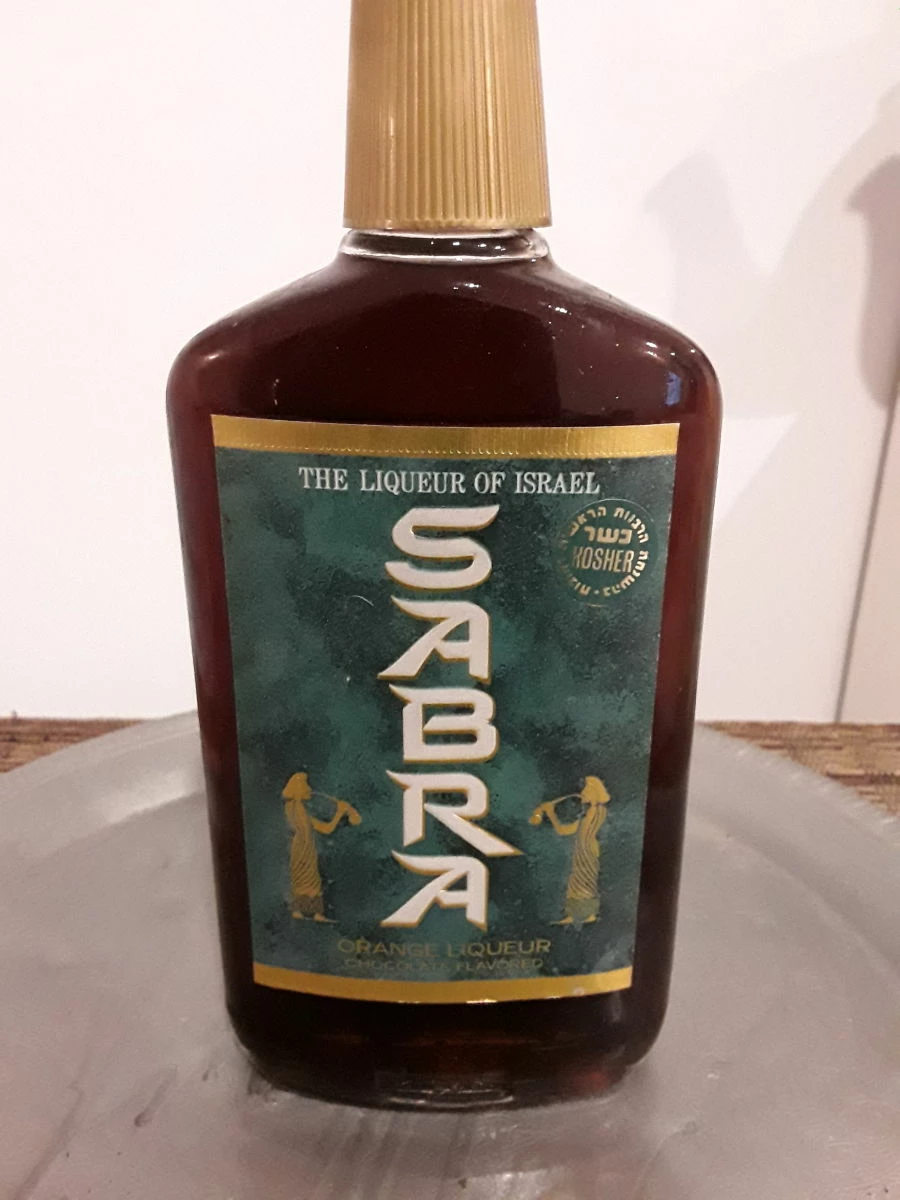 THE LIQUEUR OF ISRAEL
כשר
KOSHER
SABRA
ORANGE LIQUEUR
CHOCOLATE FLAVORED